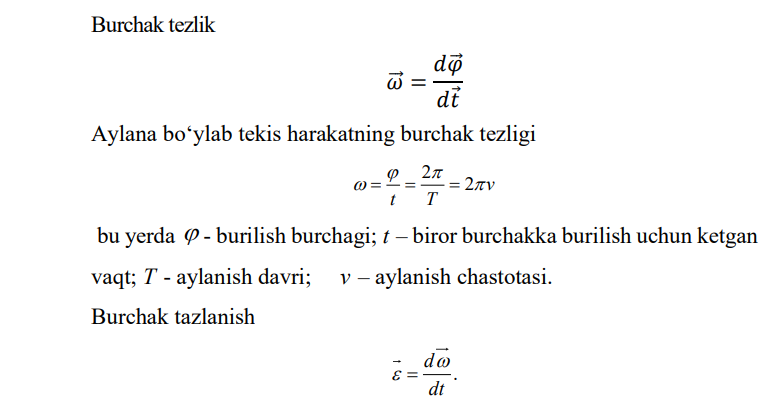 Burchak tezlik
$\vec{\omega} = \frac{d\vec{\varphi}}{d\vec{t}}$
Aylana bo‘ylab tekis harakatning burchak tezligi
$\omega = \frac{\varphi}{t} = \frac{2\pi}{T} = 2\pi v$
bu yerda $\varphi$ - burilish burchagi; t – biror burchakka burilish uchun ketgan
vaqt; T - aylanish davri; v – aylanish chastotasi.
Burchak tazlanish
$\vec{\varepsilon} = \frac{d\vec{\omega}}{dt}.$